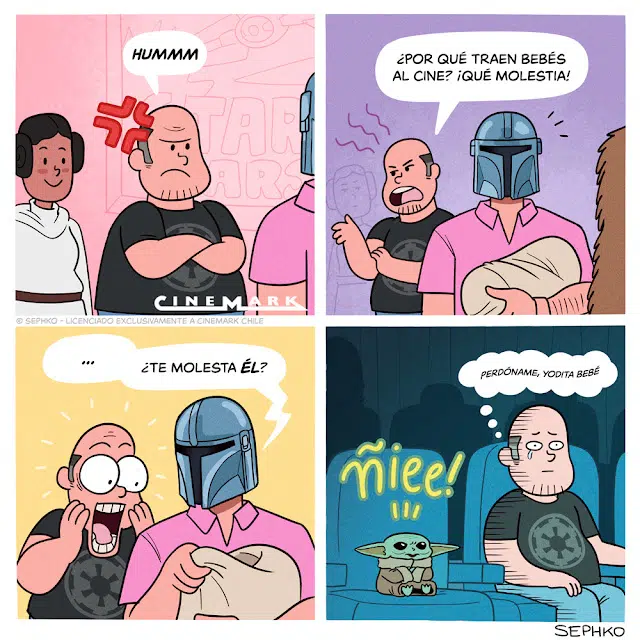 HUMMM
STAR
WARS
CINEMARK
© SEPHKO - LICENCIADO EXCLUSIVAMENTE A CINEMARK CHILE
¿POR QUÉ TRAEN BEBÉS
AL CINE? ¡QUÉ MOLESTIA!
...
¿TE MOLESTA ÉL?
PERDÓNAME, YODITA BEBÉ
ñiee!
SEPHKO